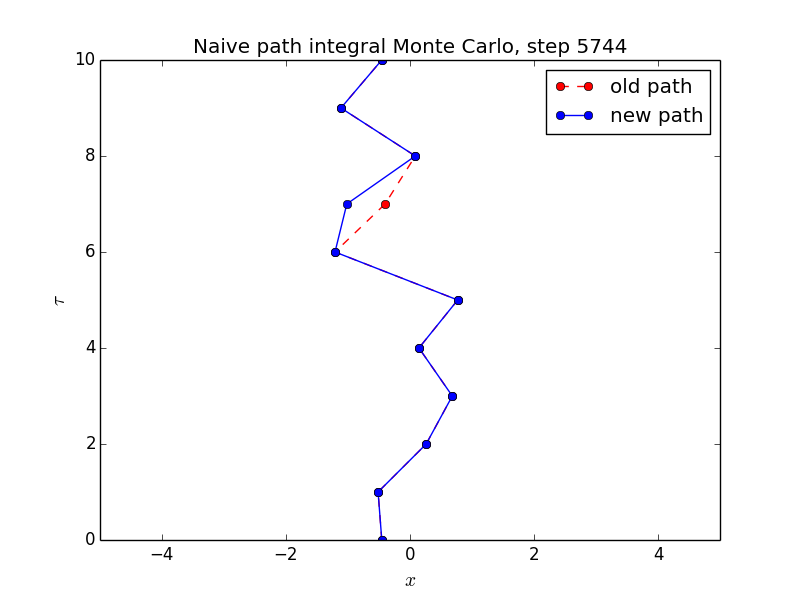 Naive path integral Monte Carlo, step 5744
10
8
6
4
2
0
τ
old path
new path
−4 −2 0 2 4
x